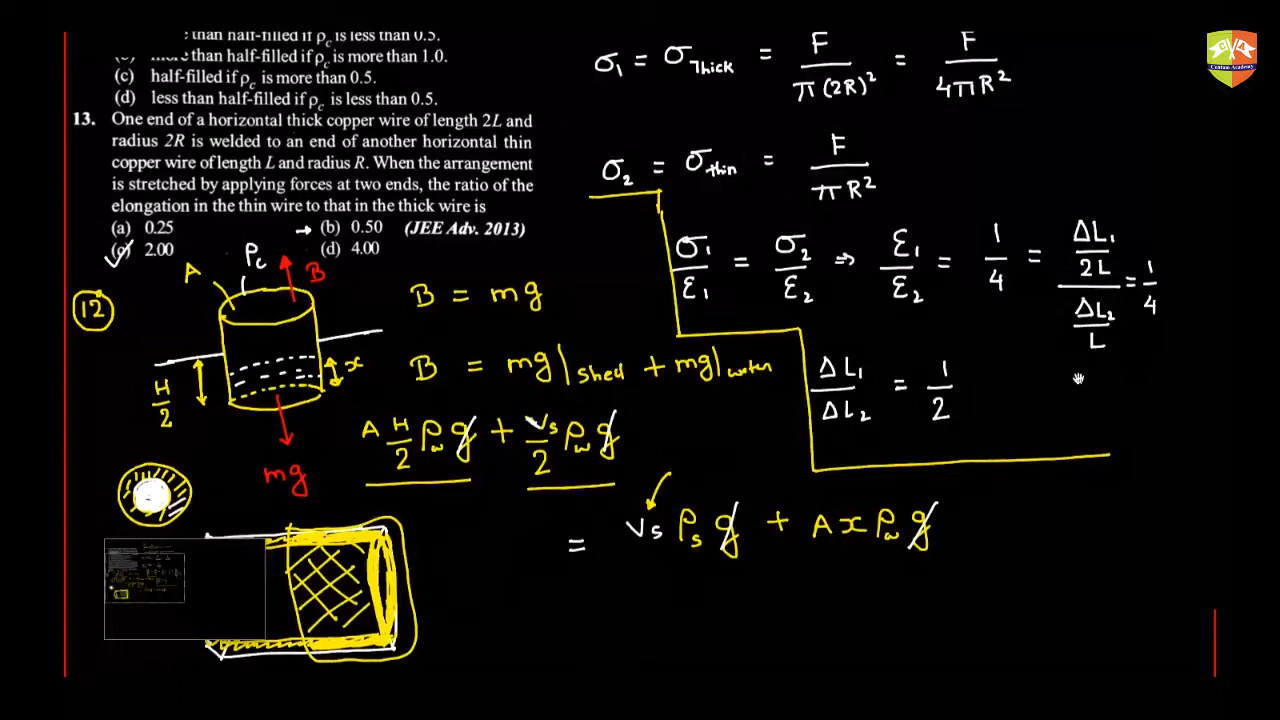 : than half-filled if ρc is less than 0.5.
more than half-filled if ρc is more than 1.0.
(c) half-filled if ρc is more than 0.5.
(d) less than half-filled if ρc is less than 0.5.
13. One end of a horizontal thick copper wire of length 2L and
radius 2R is welded to an end of another horizontal thin
copper wire of length L and radius R. When the arrangement
is stretched by applying forces at two ends, the ratio of the
elongation in the thin wire to that in the thick wire is
(a) 0.25 → (b) 0.50 (JEE Adv. 2013)
(c) 2.00 (d) 4.00
σ1 = σThick = F / π(2R)² = F / 4πR²
σ2 = σthin = F / πR²
σ1/ε1 = σ2/ε2 ⇒ ε1/ε2 = 1/4 = (ΔL1/2L) / (ΔL2/L) = 1/4
ΔL1/ΔL2 = 1/2
12
A
ρc
B
H/2
x
mg
B = mg
B = mg|shed + mg|water
A H/2 ρw g + Vs/2 ρw g
= Vs ρs g + A x ρw g
Centum Academy